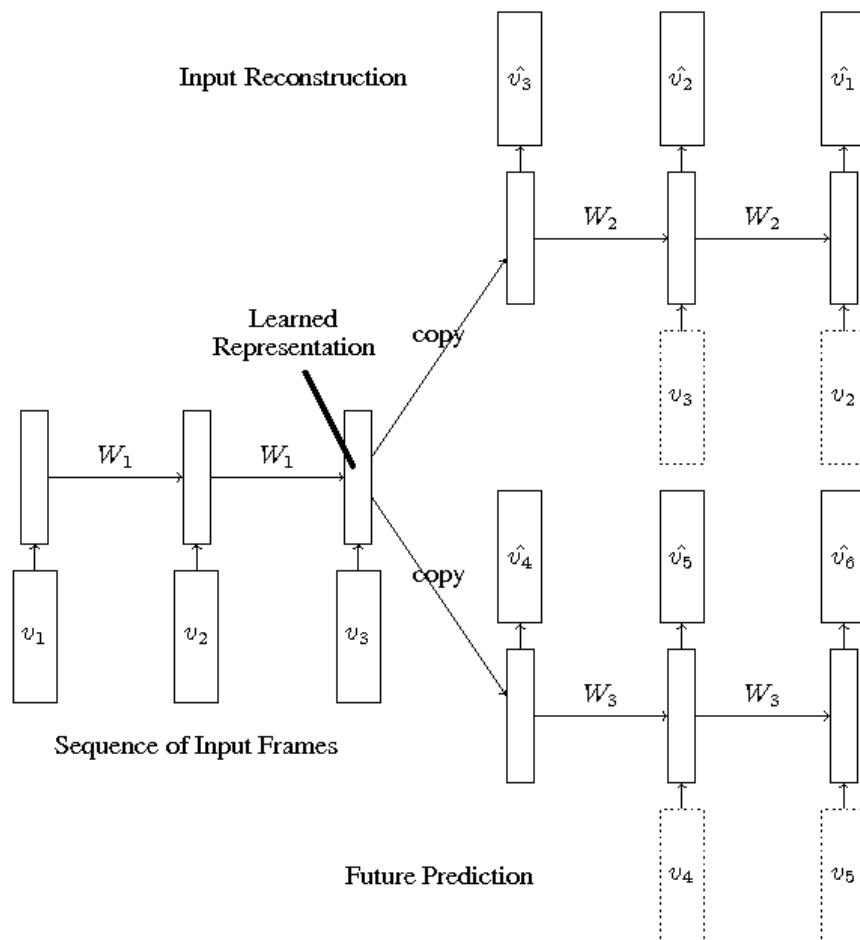 Input Reconstruction
v̂₃ v̂₂ v̂₁
W₂ W₂
Learned
Representation
copy
v₃ v₂
W₁ W₁
v₁ v₂ v₃
copy
v̂₄ v̂₅ v̂₆
W₃ W₃
Sequence of Input Frames
v₄ v₅
Future Prediction